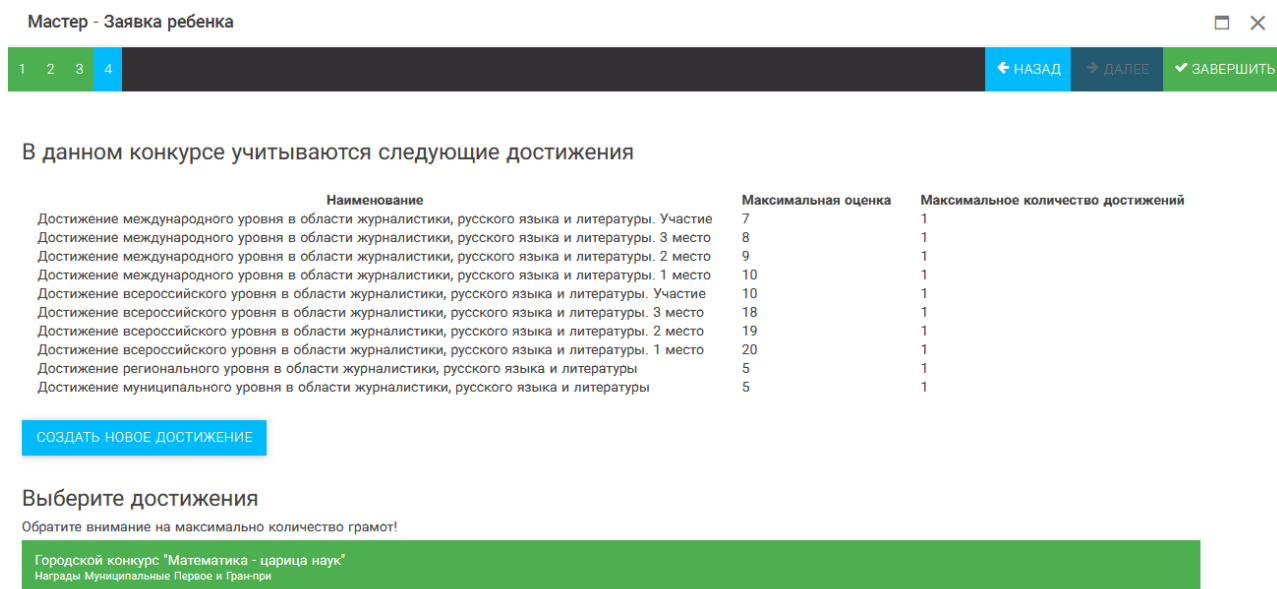 Мастер - Заявка ребенка
1 2 3 4 НАЗАД ДАЛЕЕ ЗАВЕРШИТЬ
В данном конкурсе учитываются следующие достижения
Наименование Максимальная оценка Максимальное количество достижений
Достижение международного уровня в области журналистики, русского языка и литературы. Участие 7 1
Достижение международного уровня в области журналистики, русского языка и литературы. 3 место 8 1
Достижение международного уровня в области журналистики, русского языка и литературы. 2 место 9 1
Достижение международного уровня в области журналистики, русского языка и литературы. 1 место 10 1
Достижение всероссийского уровня в области журналистики, русского языка и литературы. Участие 10 1
Достижение всероссийского уровня в области журналистики, русского языка и литературы. 3 место 18 1
Достижение всероссийского уровня в области журналистики, русского языка и литературы. 2 место 19 1
Достижение всероссийского уровня в области журналистики, русского языка и литературы. 1 место 20 1
Достижение регионального уровня в области журналистики, русского языка и литературы 5 1
Достижение муниципального уровня в области журналистики, русского языка и литературы 5 1
СОЗДАТЬ НОВОЕ ДОСТИЖЕНИЕ
Выберите достижения
Обратите внимание на максимально количество грамот!
Городской конкурс "Математика - царица наук"
Награды Муниципальные Первое и Гран-при